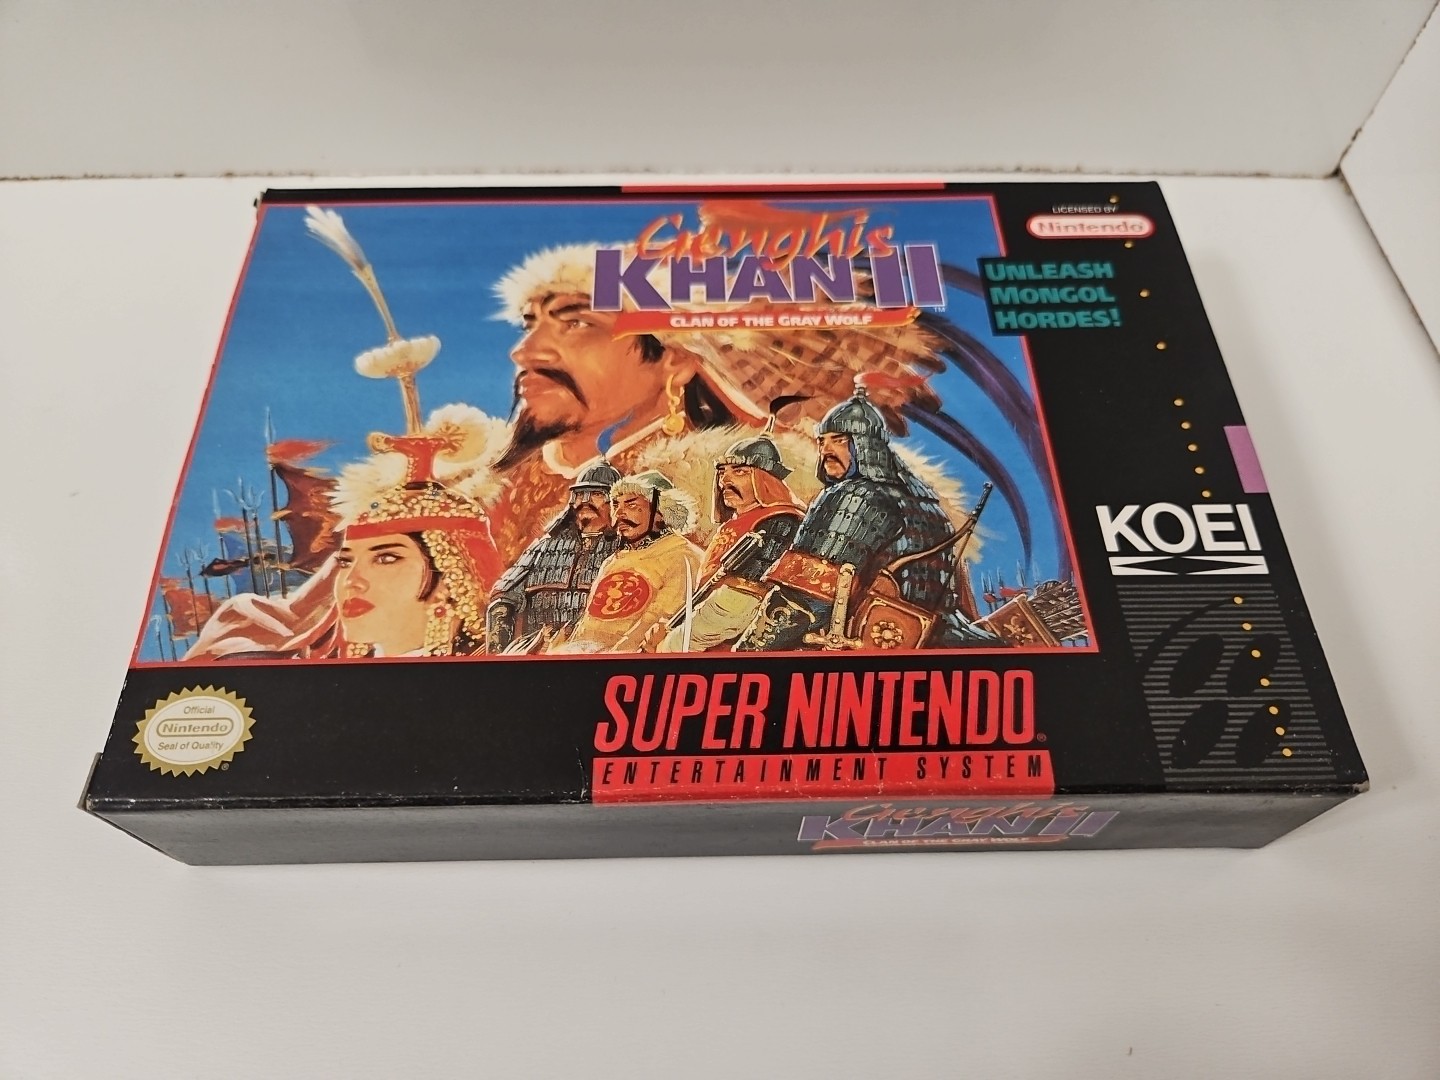 LICENSED BY
Nintendo
Genghis
KHAN II
TM
CLAN OF THE GRAY WOLF
UNLEASH
MONGOL
HORDES!
KOEI
Official
Nintendo
Seal of Quality
SUPER NINTENDO
ENTERTAINMENT SYSTEM
Genghis
KHAN II
CLAN OF THE GRAY WOLF